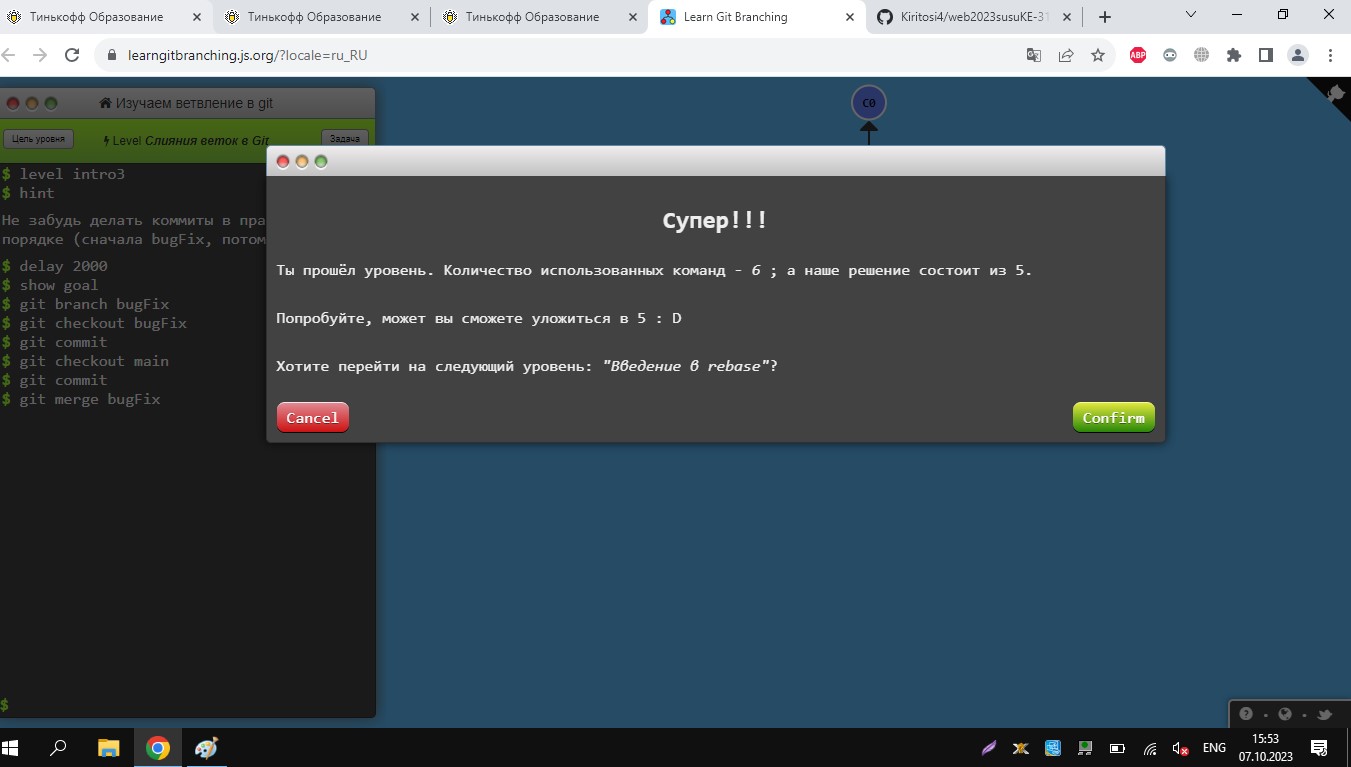 Тинькофф Образование
Тинькофф Образование
Тинькофф Образование
Learn Git Branching
Kiritosi4/web2023susuKE-31
learngitbranching.js.org/?locale=ru_RU
ABP
Изучаем ветвление в git
C0
Цель уровня
Level Слияния веток в Git
Задача
$ level intro3
$ hint
Не забудь делать коммиты в пра
порядке (сначала bugFix, потом
$ delay 2000
$ show goal
$ git branch bugFix
$ git checkout bugFix
$ git commit
$ git checkout main
$ git commit
$ git merge bugFix
$
Супер!!!
Ты прошёл уровень. Количество использованных команд - 6 ; а наше решение состоит из 5.
Попробуйте, может вы сможете уложиться в 5 : D
Хотите перейти на следующий уровень: "Введение в rebase"?
Cancel
Confirm
ENG
15:53
07.10.2023